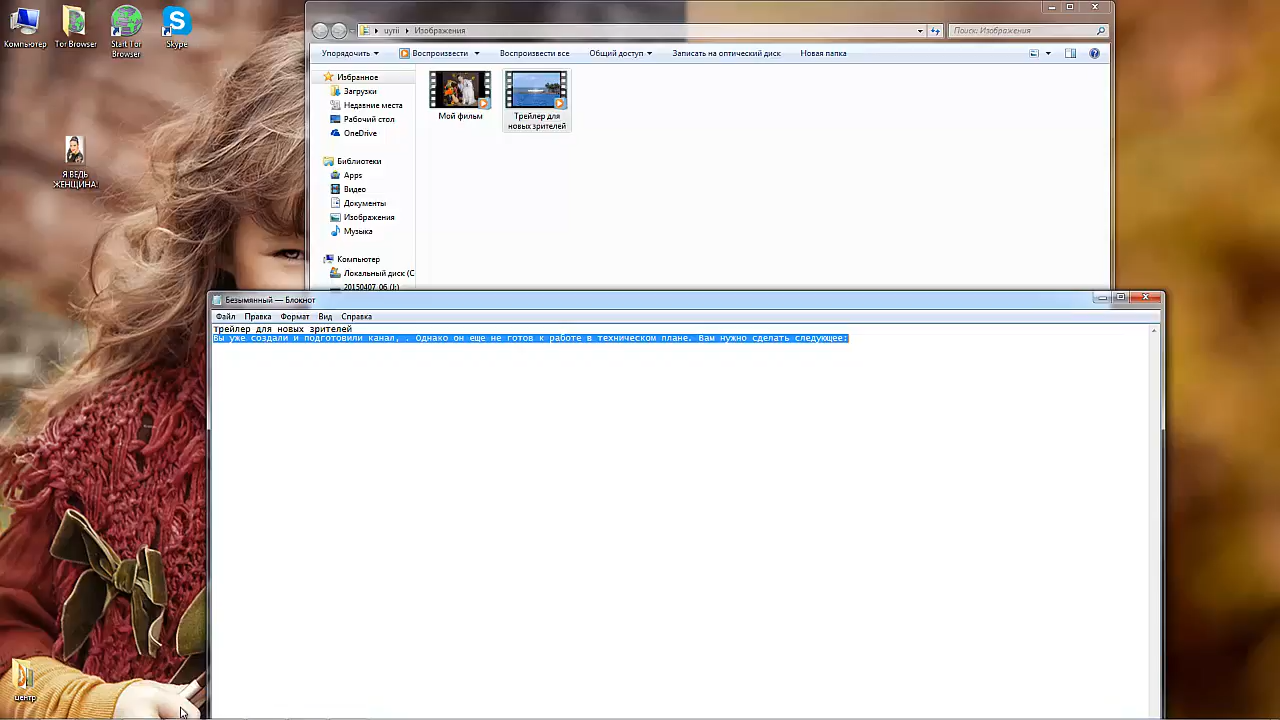 Компьютер
Tor Browser
Start Tor
Browser
Skype
Я ВЕДЬ
ЖЕНЩИНА!
центр
uyrii
Изображения
Поиск: Изображения
Упорядочить
Воспроизвести
Воспроизвести все
Общий доступ
Записать на оптический диск
Новая папка
Избранное
Загрузки
Недавние места
Рабочий стол
OneDrive
Библиотеки
Apps
Видео
Документы
Изображения
Музыка
Компьютер
Локальный диск (C
20150407_06 (I:)
Мой фильм
Трейлер для
новых зрителей
Безымянный — Блокнот
Файл Правка Формат Вид Справка
Трейлер для новых зрителей
Вы уже создали и подготовили канал, . Однако он еще не готов к работе в техническом плане. Вам нужно сделать следующее: